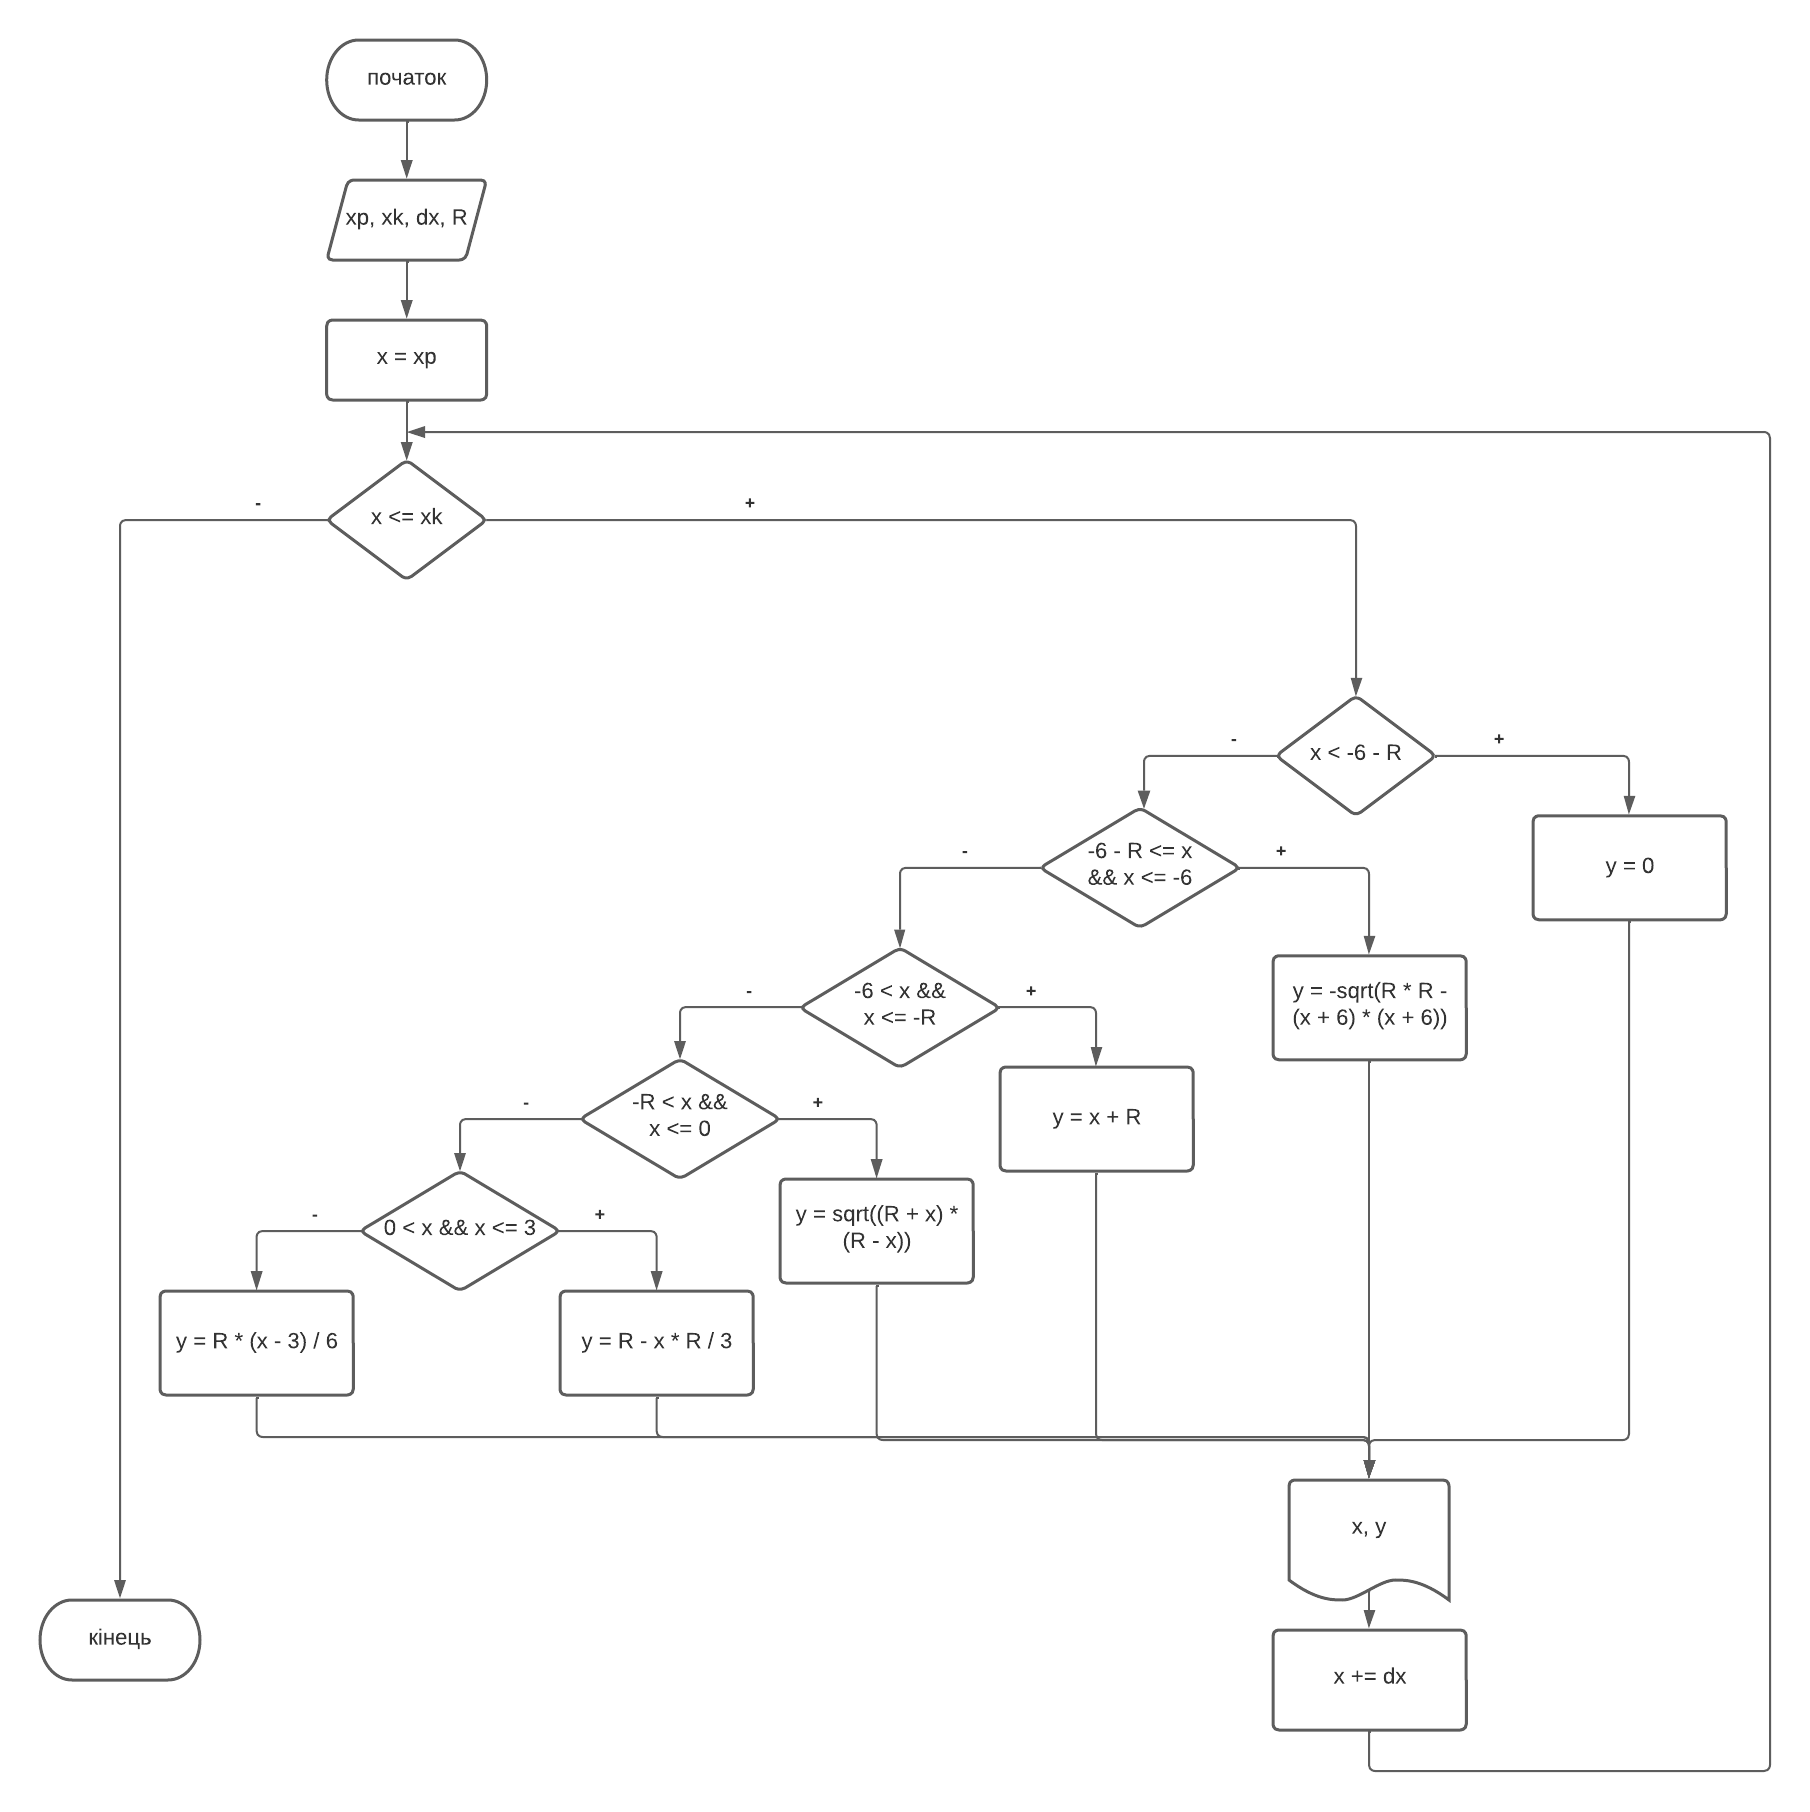 початок
xp, xk, dx, R
x = xp
x <= xk
-
+
x < -6 - R
-
+
-6 - R <= x
&& x <= -6
-
+
y = 0
-6 < x &&
x <= -R
-
+
y = -sqrt(R * R -
(x + 6) * (x + 6))
-R < x &&
x <= 0
-
+
y = x + R
0 < x && x <= 3
-
+
y = sqrt((R + x) *
(R - x))
y = R * (x - 3) / 6
y = R - x * R / 3
x, y
кінець
x += dx